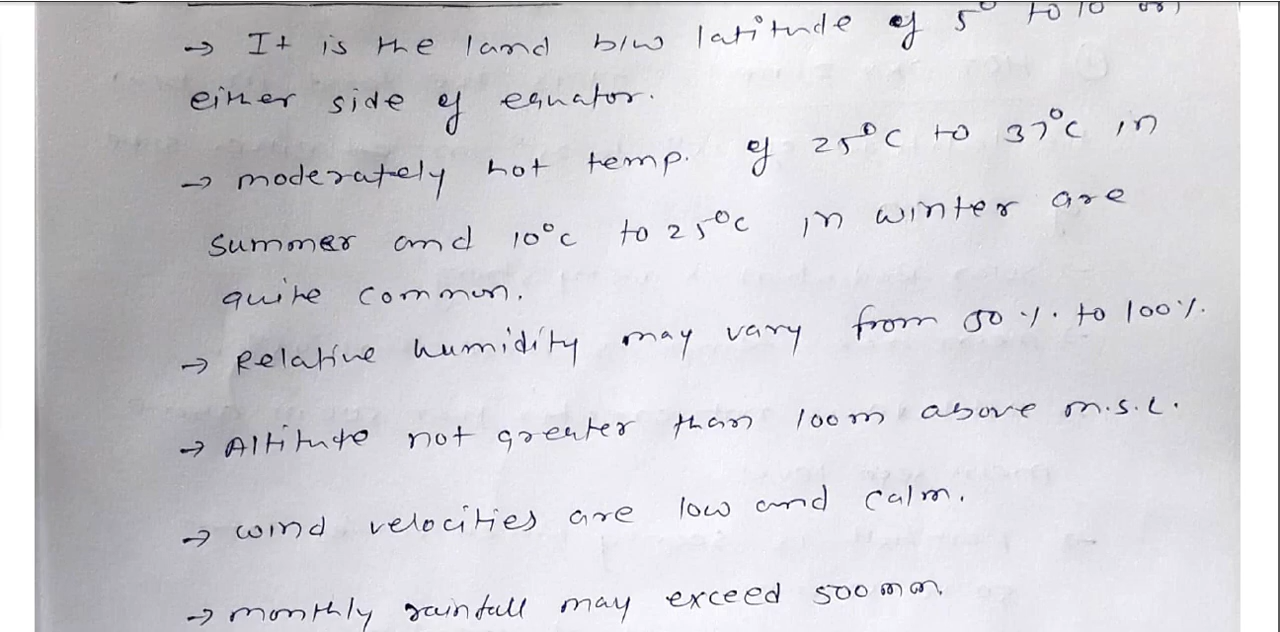 → It is the land b/w latitude of 5° to 10 on
either side of equator.
→ moderately hot temp. of 25°C to 37°C in
summer and 10°C to 25°C in winter are
quite common.
→ Relative humidity may vary from 50 %. to 100%.
→ Altitute not greater than 100m above m.s.l.
→ wind velocities are low and calm.
→ monthly rainfall may exceed 500mm.